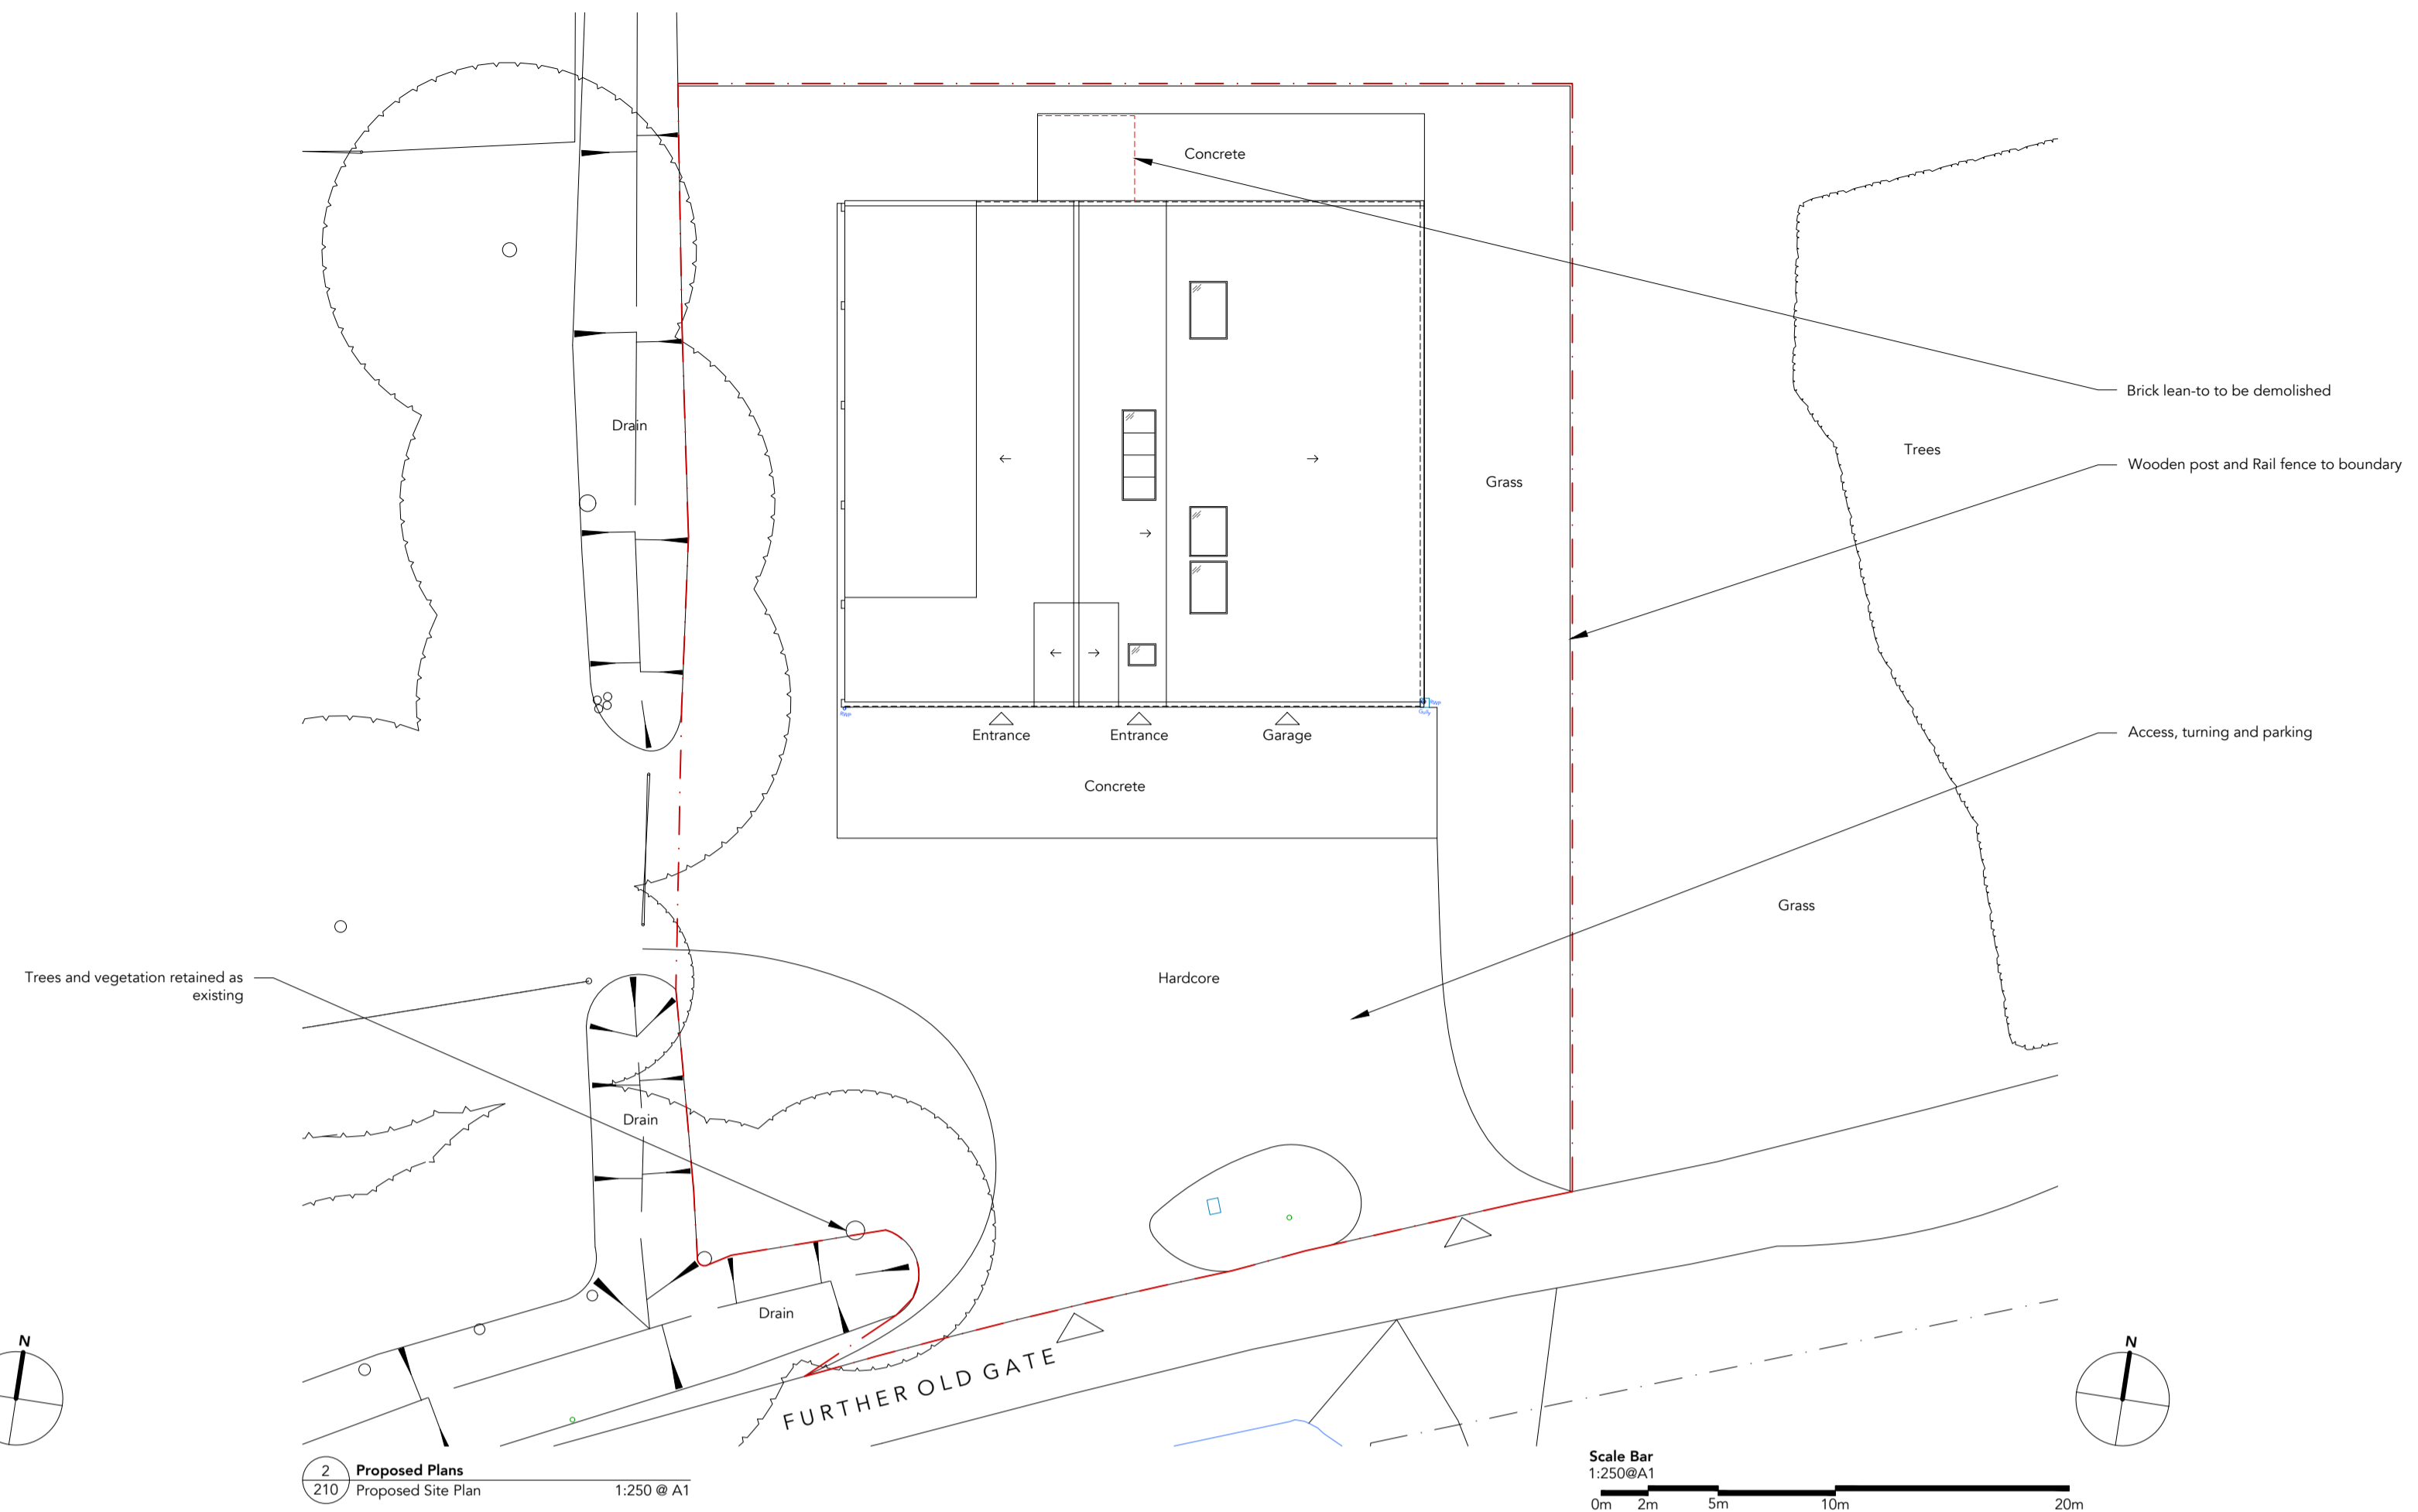 Concrete
Brick lean-to to be demolished
Drain
Trees
Wooden post and Rail fence to boundary
Grass
RWP
RWP
Gully
Entrance
Entrance
Garage
Access, turning and parking
Concrete
Grass
Trees and vegetation retained as
existing
Hardcore
Drain
Drain
FURTHER OLD GATE
N
N
2
210
Proposed Plans
Proposed Site Plan
1:250 @ A1
Scale Bar
1:250@A1
0m 2m 5m 10m 20m